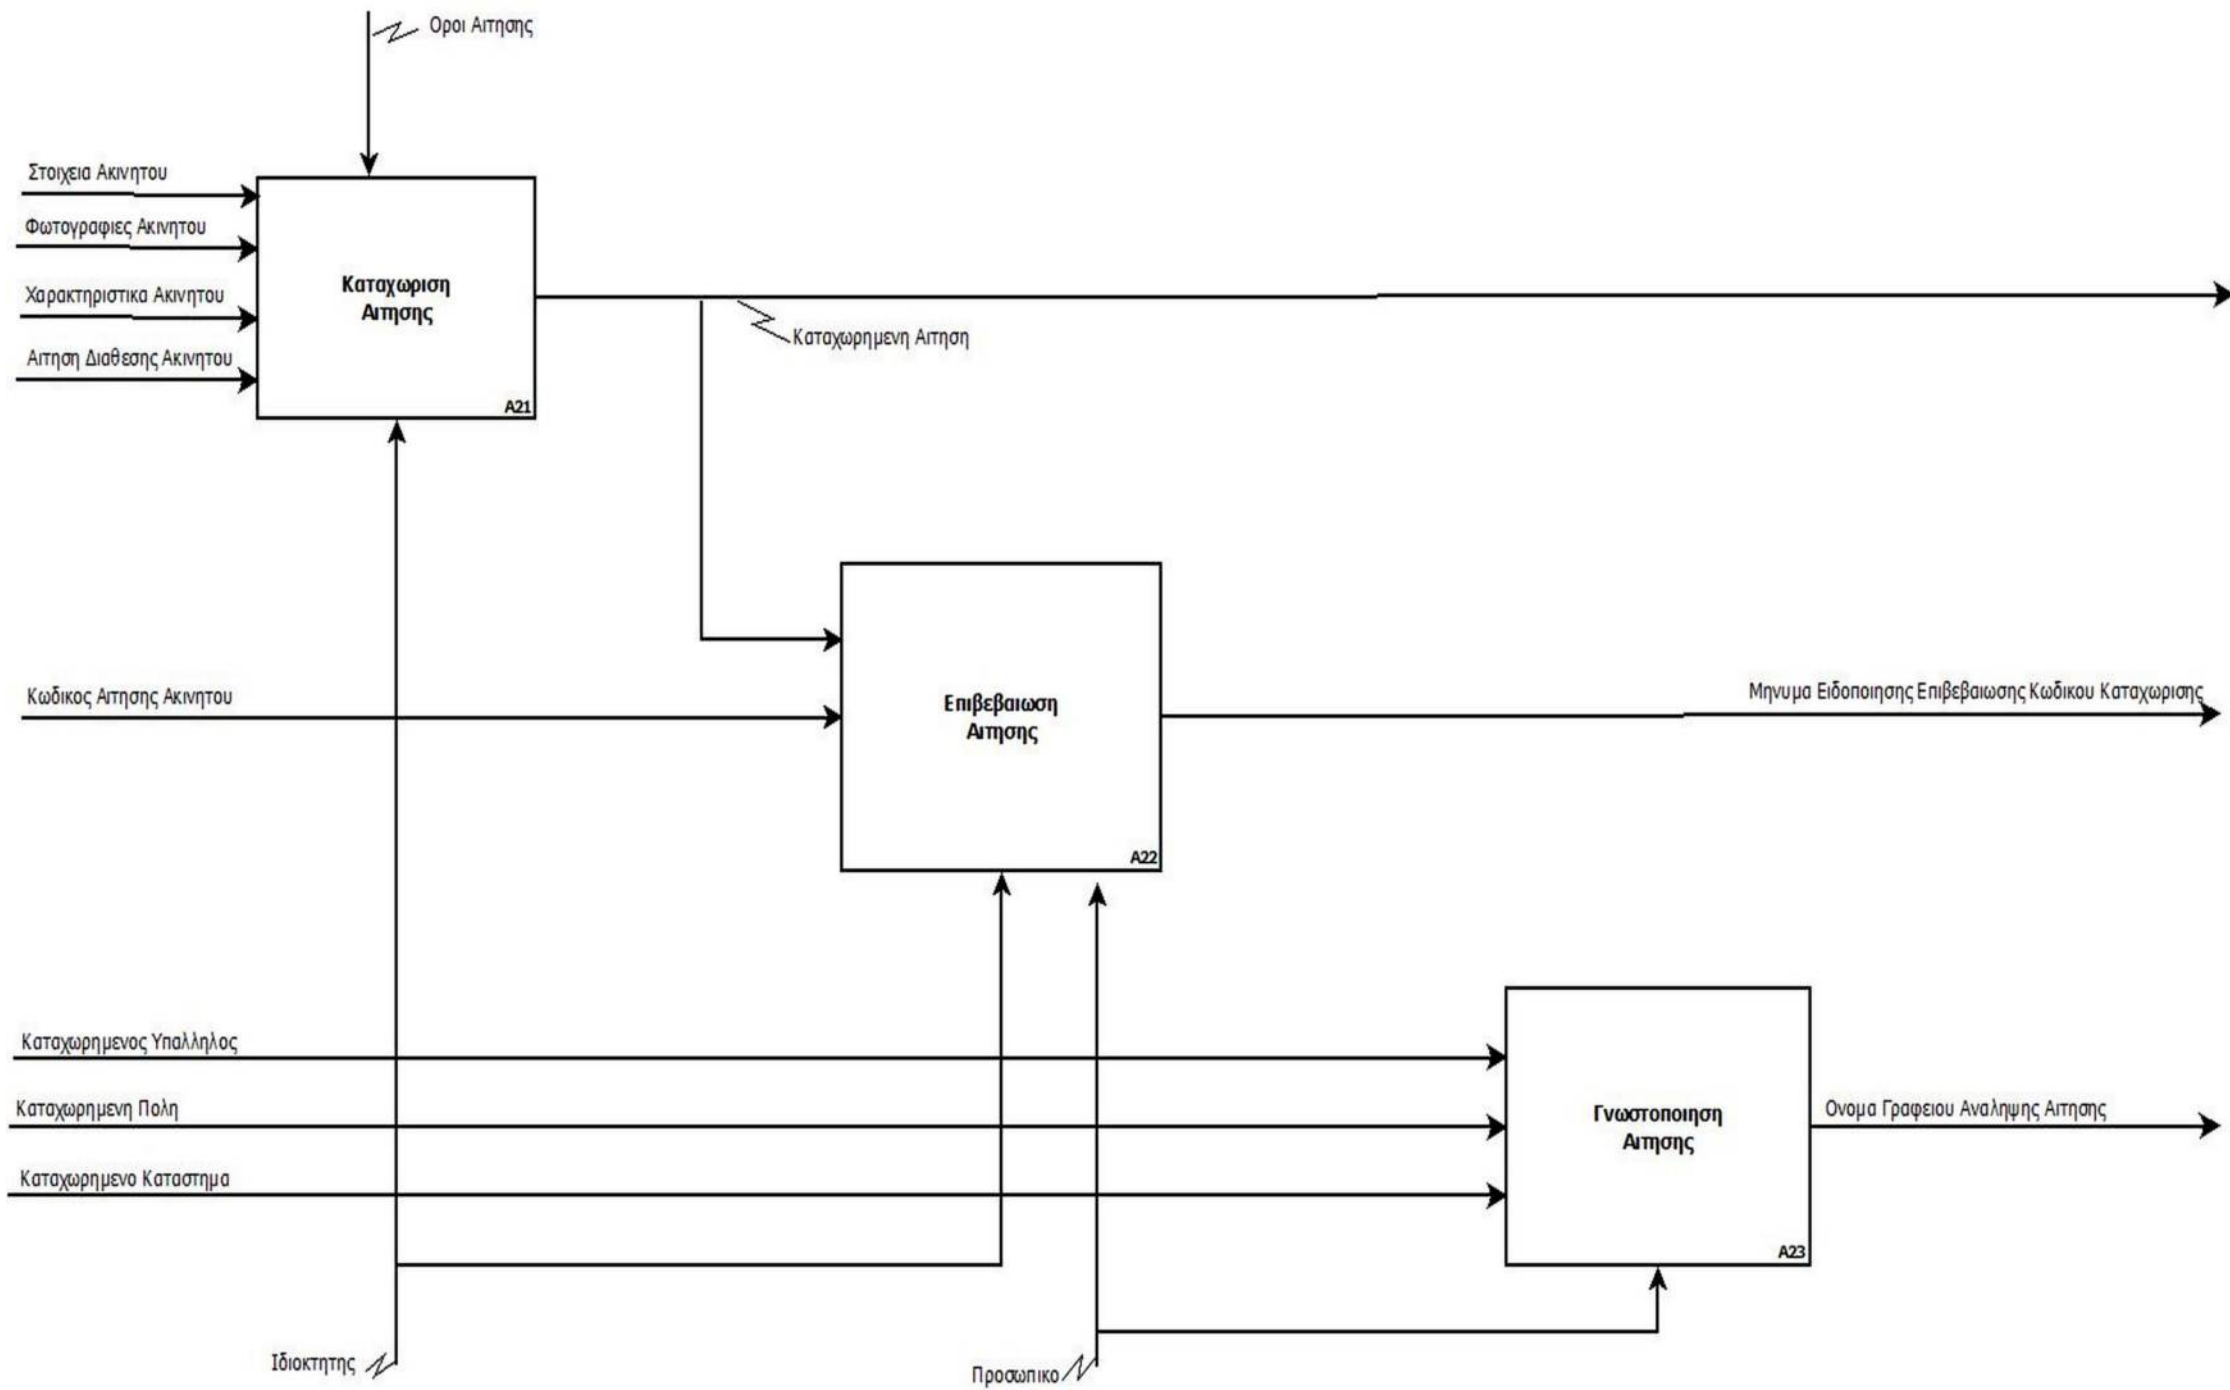 Οροι Αιτησης
Στοιχεια Ακινητου
Φωτογραφιες Ακινητου
Χαρακτηριστικα Ακινητου
Αιτηση Διαθεσης Ακινητου
Καταχωριση
Αιτησης
A21
Καταχωρημενη Αιτηση
Κωδικος Αιτησης Ακινητου
Επιβεβαιωση
Αιτησης
A22
Μηνυμα Ειδοποιησης Επιβεβαιωσης Κωδικου Καταχωρισης
Καταχωρημενος Υπαλληλος
Καταχωρημενη Πολη
Καταχωρημενο Καταστημα
Γνωστοποιηση
Αιτησης
A23
Ονομα Γραφειου Αναληψης Αιτησης
Ιδιοκτητης
Προσωπικο